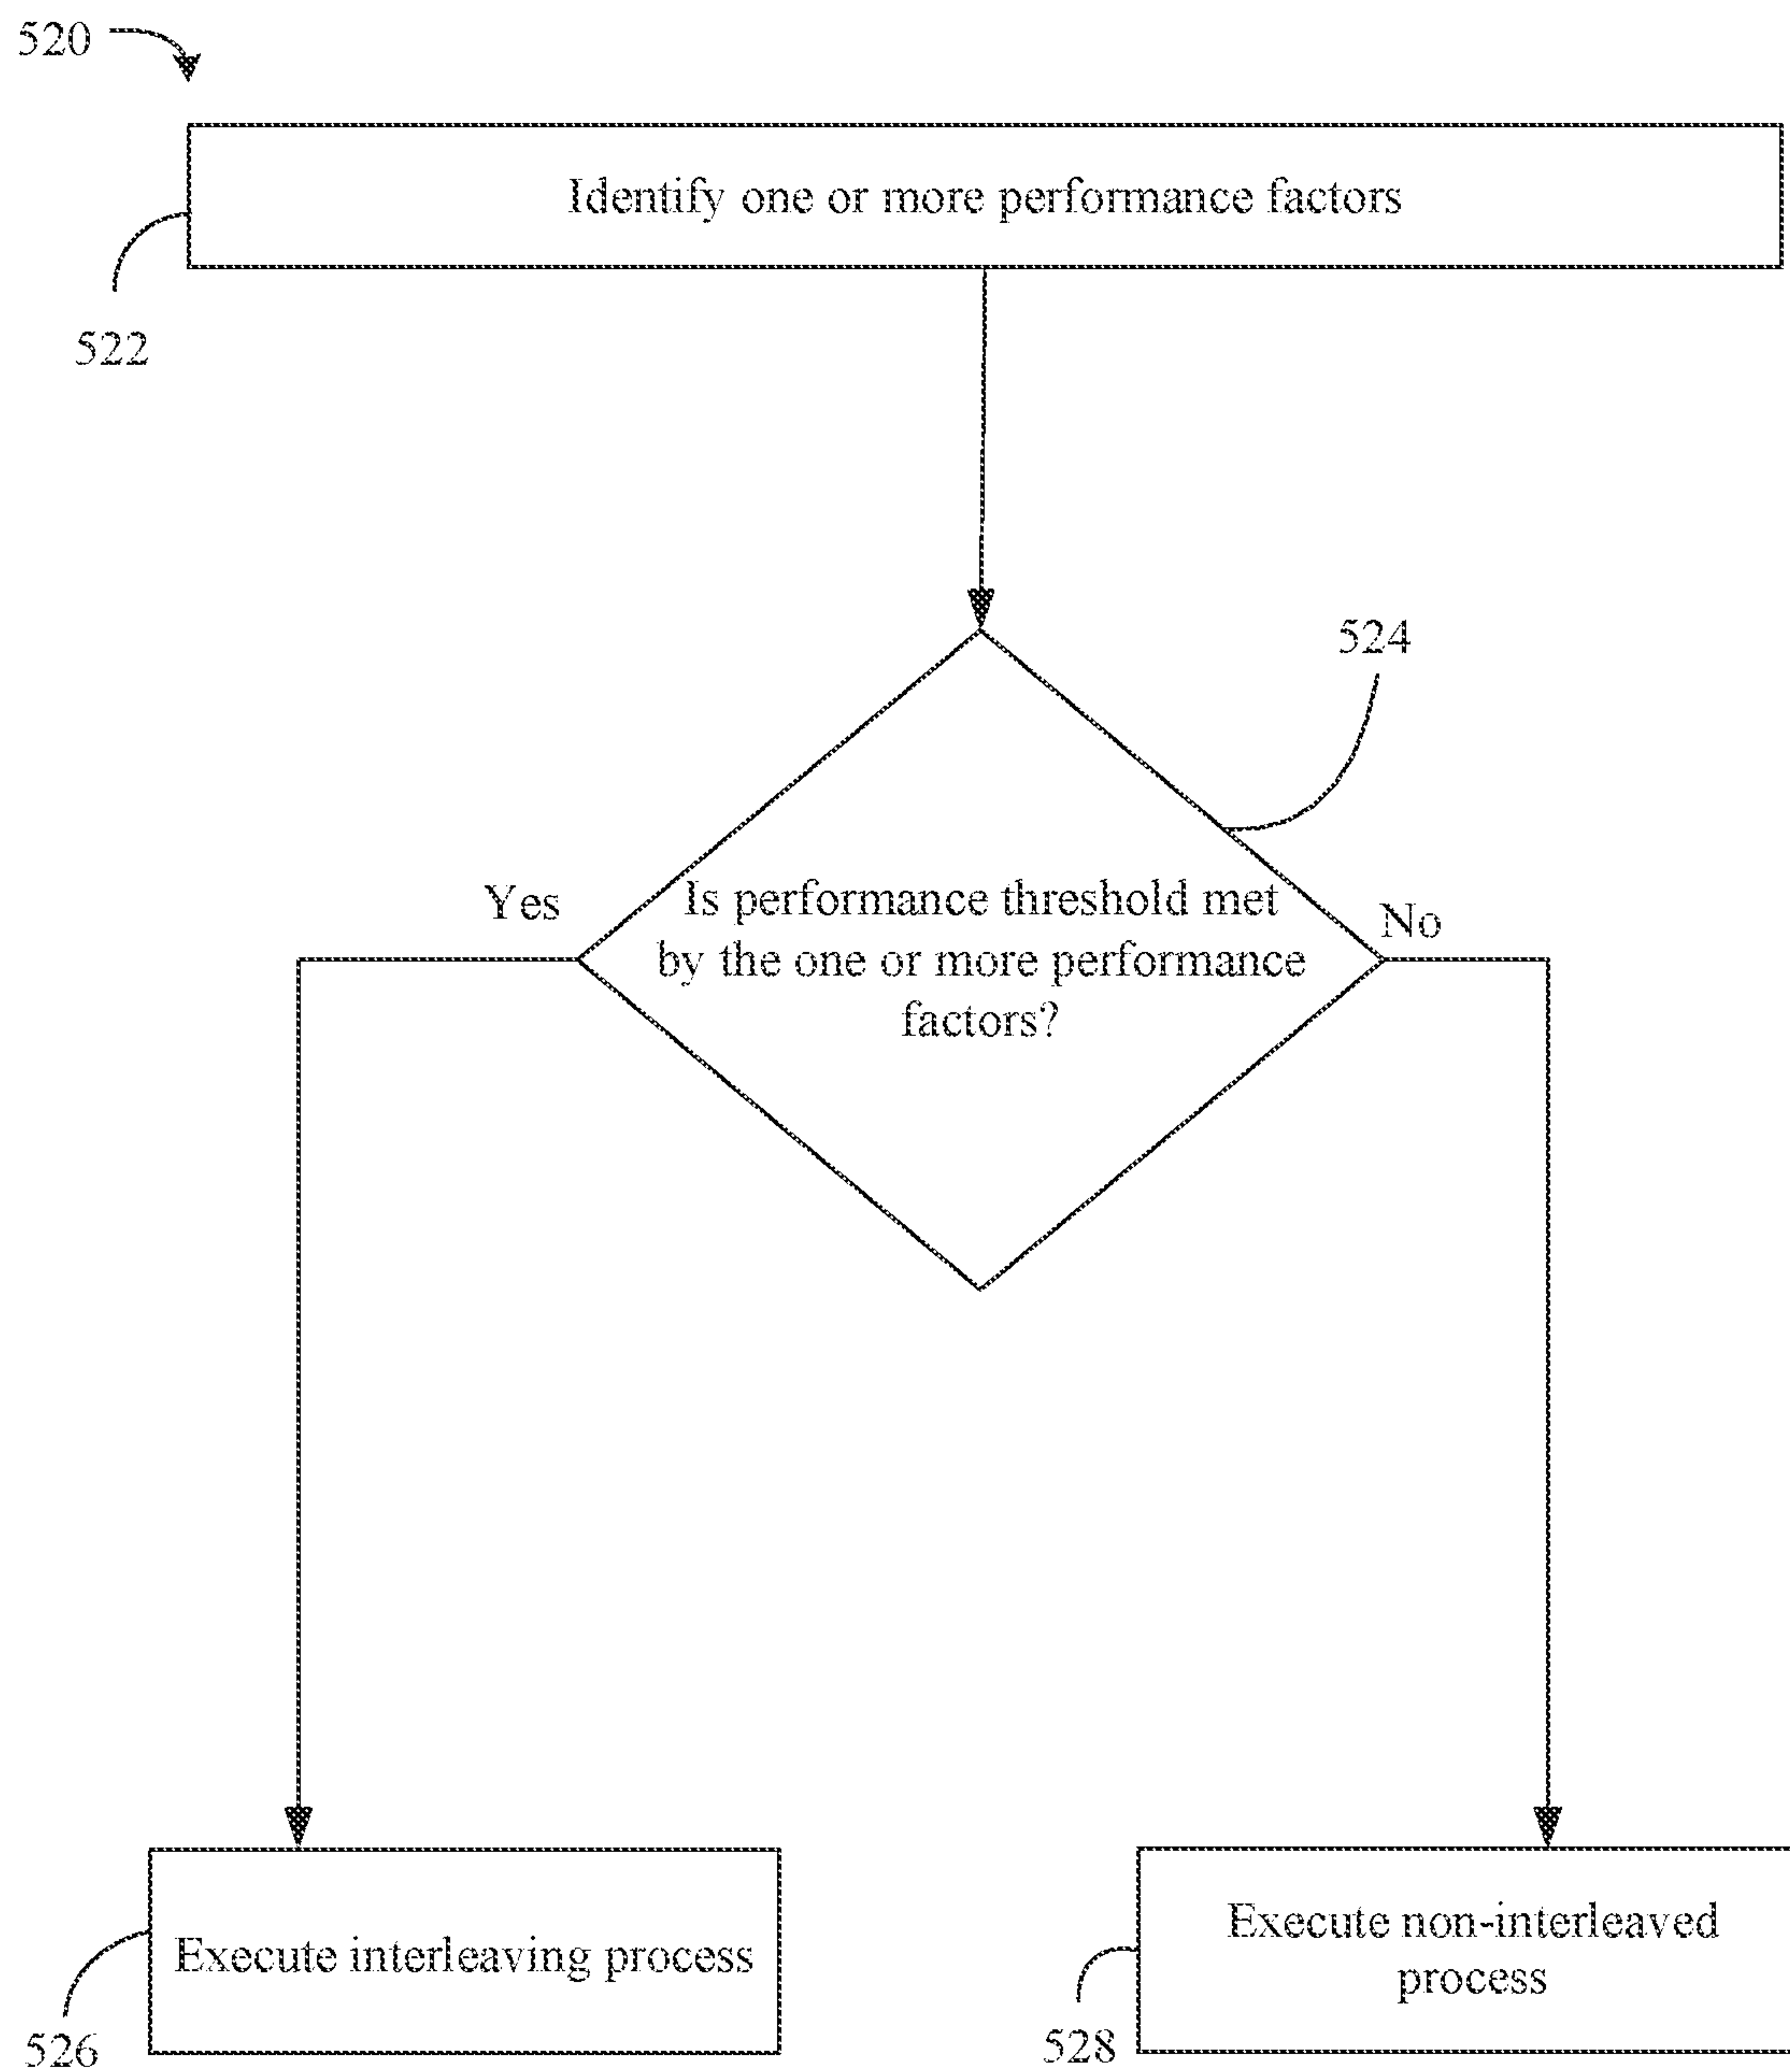 520
Identify one or more performance factors
522
524
Yes
No
Is performance threshold met
by the one or more performance
factors?
Execute interleaving process
Execute non-interleaved
process
526
528